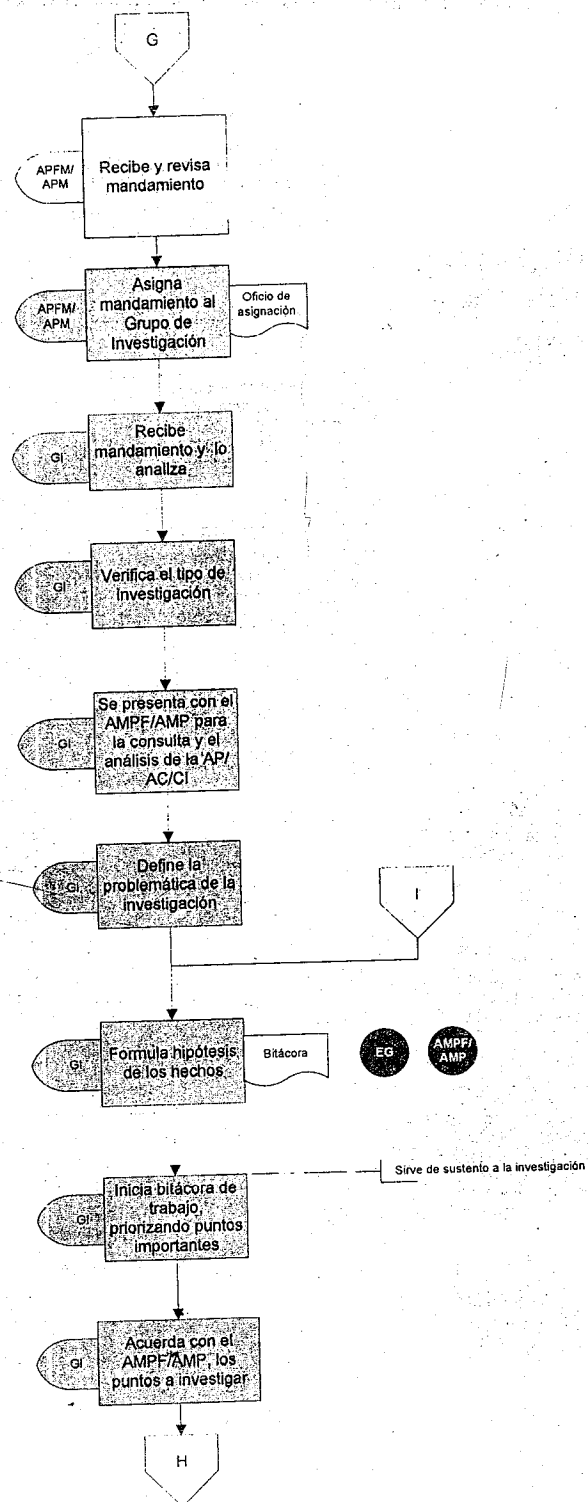 G
APFM/
APM
Recibe y revisa
mandamiento
APFM/
APM
Asigna
mandamiento al
Grupo de
Investigación
Oficio de
asignación
GI
Recibe
mandamiento y lo
analiza
GI
Verifica el tipo de
Investigación
GI
Se presenta con el
AMPF/AMP para
la consulta y el
análisis de la AP/
AC/CI
GI
Define la
problemática de la
investigación
I
GI
Formula hipótesis
de los hechos
Bitácora
EG
AMPF/
AMP
Sirve de sustento a la investigación
GI
Inicia bitácora de
trabajo,
priorizando puntos
importantes
GI
Acuerda con el
AMPF/AMP, los
puntos a investigar
H